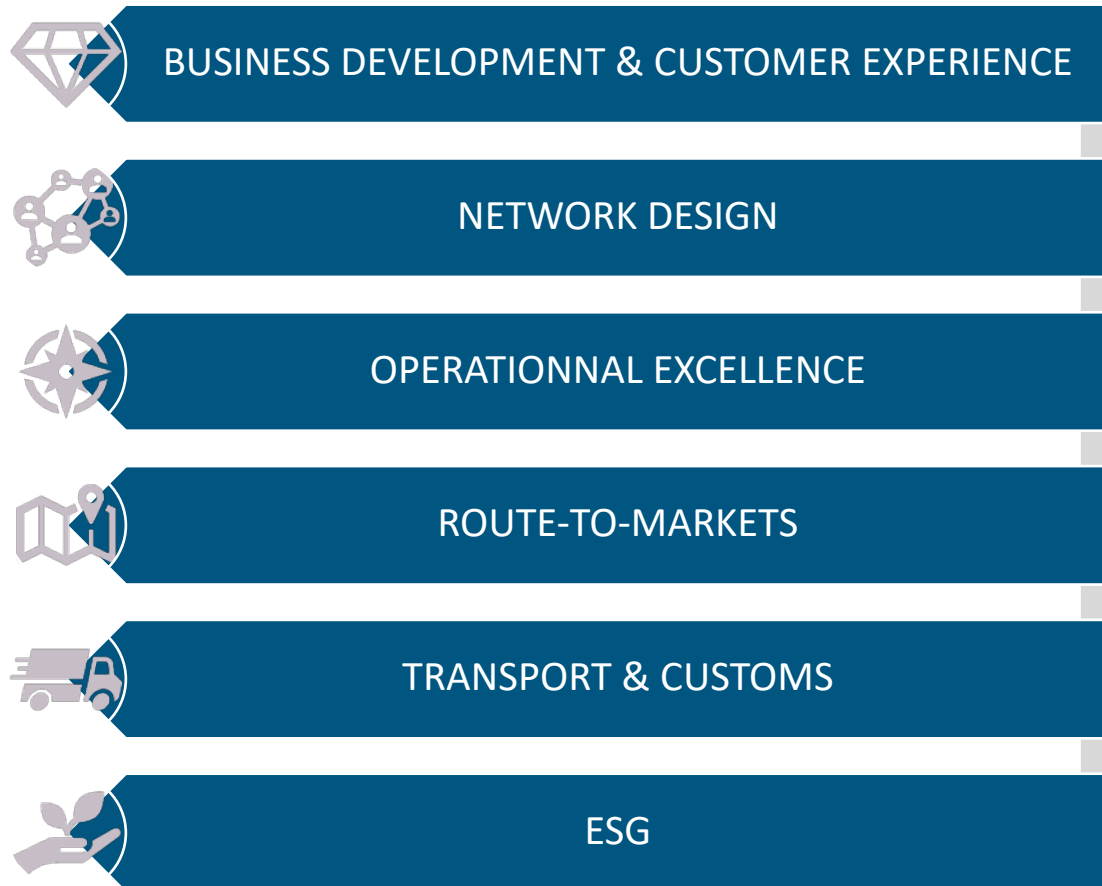 BUSINESS DEVELOPMENT & CUSTOMER EXPERIENCE
NETWORK DESIGN
OPERATIONNAL EXCELLENCE
ROUTE-TO-MARKETS
TRANSPORT & CUSTOMS
ESG